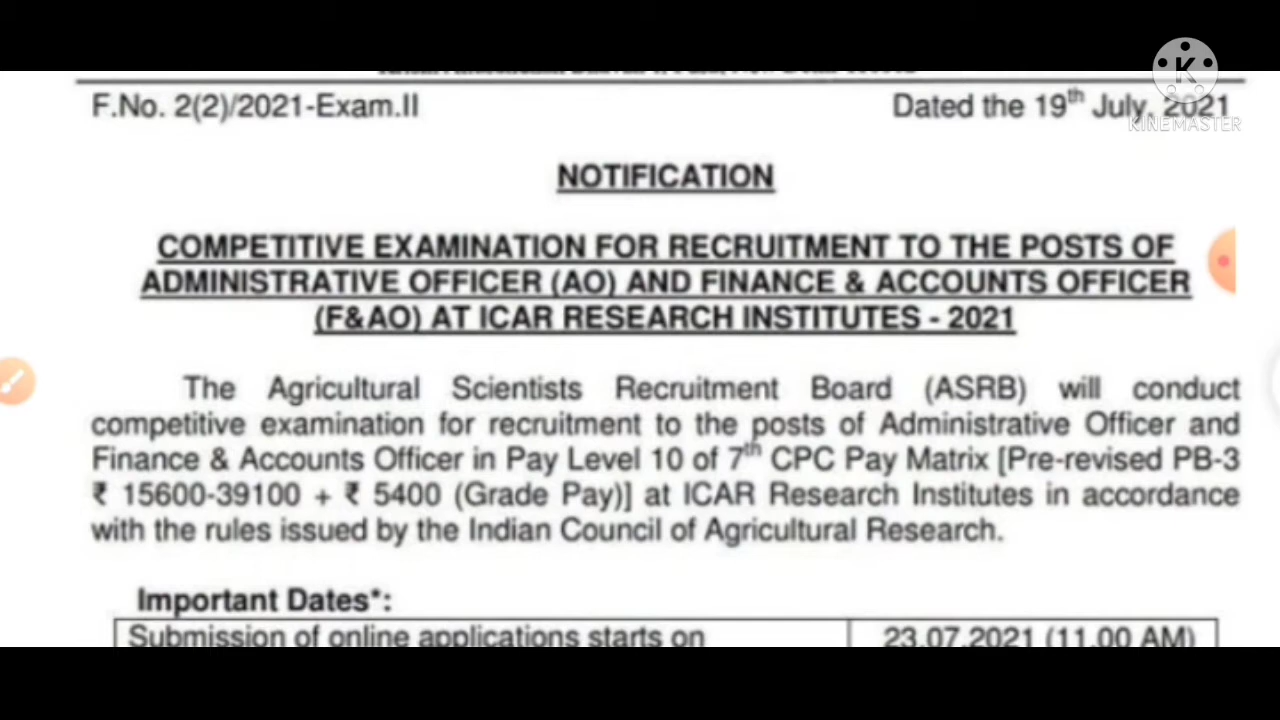 F.No. 2(2)/2021-Exam.II Dated the 19th July, 2021
KINEMASTER
NOTIFICATION
COMPETITIVE EXAMINATION FOR RECRUITMENT TO THE POSTS OF
ADMINISTRATIVE OFFICER (AO) AND FINANCE & ACCOUNTS OFFICER
(F&AO) AT ICAR RESEARCH INSTITUTES - 2021
The Agricultural Scientists Recruitment Board (ASRB) will conduct
competitive examination for recruitment to the posts of Administrative Officer and
Finance & Accounts Officer in Pay Level 10 of 7th CPC Pay Matrix [Pre-revised PB-3
₹ 15600-39100 + ₹ 5400 (Grade Pay)] at ICAR Research Institutes in accordance
with the rules issued by the Indian Council of Agricultural Research.
Important Dates*:
Submission of online applications starts on 23.07.2021 (11.00 AM)